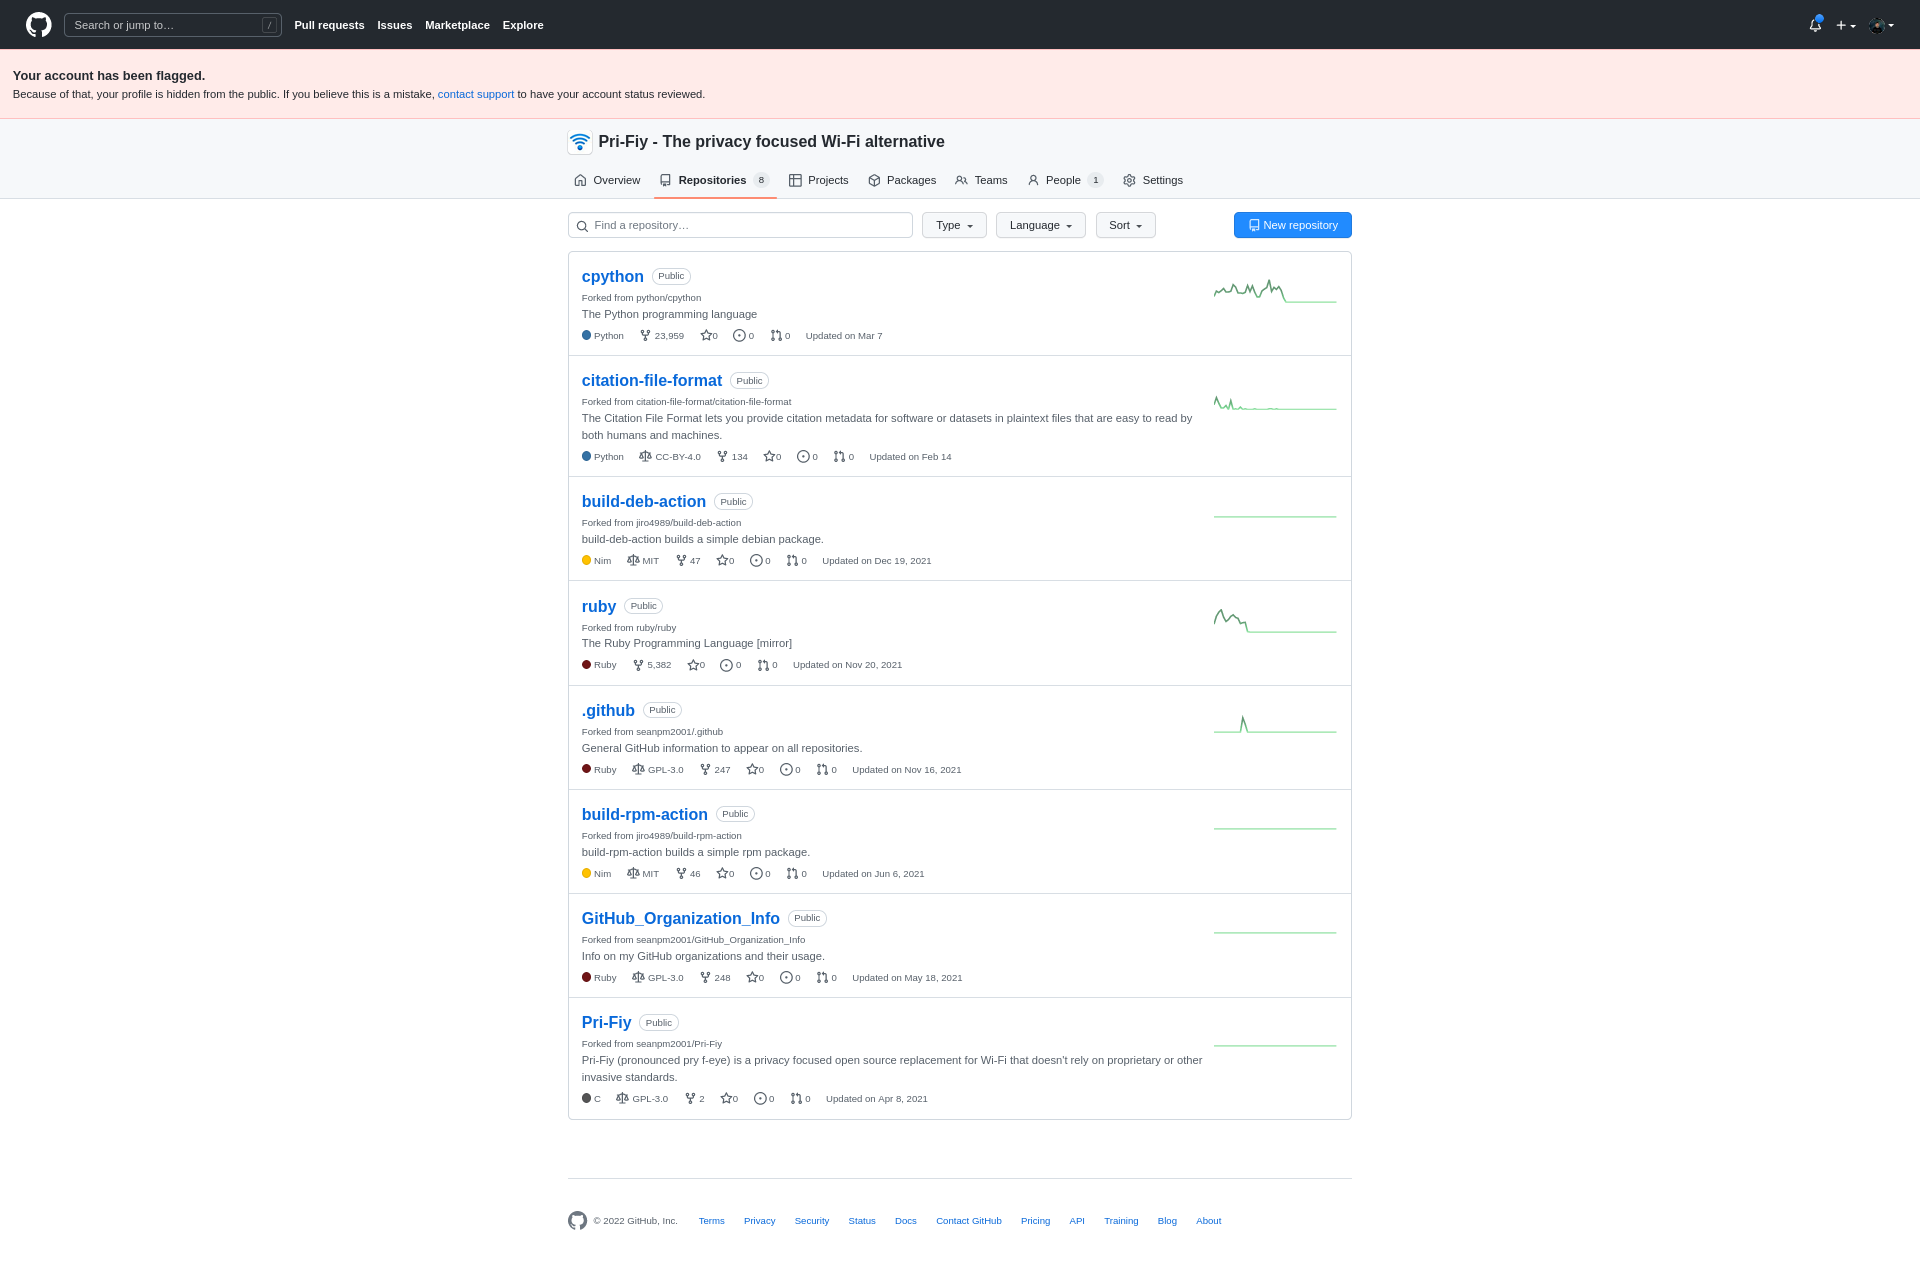 Search or jump to… /
Pull requests Issues Marketplace Explore
Your account has been flagged.
Because of that, your profile is hidden from the public. If you believe this is a mistake, contact support to have your account status reviewed.
Pri-Fiy - The privacy focused Wi-Fi alternative
Overview Repositories 8 Projects Packages Teams People 1 Settings
Find a repository… Type Language Sort New repository
cpython Public
Forked from python/cpython
The Python programming language
Python 23,959 0 0 0 Updated on Mar 7
citation-file-format Public
Forked from citation-file-format/citation-file-format
The Citation File Format lets you provide citation metadata for software or datasets in plaintext files that are easy to read by
both humans and machines.
Python CC-BY-4.0 134 0 0 0 Updated on Feb 14
build-deb-action Public
Forked from jiro4989/build-deb-action
build-deb-action builds a simple debian package.
Nim MIT 47 0 0 0 Updated on Dec 19, 2021
ruby Public
Forked from ruby/ruby
The Ruby Programming Language [mirror]
Ruby 5,382 0 0 0 Updated on Nov 20, 2021
.github Public
Forked from seanpm2001/.github
General GitHub information to appear on all repositories.
Ruby GPL-3.0 247 0 0 0 Updated on Nov 16, 2021
build-rpm-action Public
Forked from jiro4989/build-rpm-action
build-rpm-action builds a simple rpm package.
Nim MIT 46 0 0 0 Updated on Jun 6, 2021
GitHub_Organization_Info Public
Forked from seanpm2001/GitHub_Organization_Info
Info on my GitHub organizations and their usage.
Ruby GPL-3.0 248 0 0 0 Updated on May 18, 2021
Pri-Fiy Public
Forked from seanpm2001/Pri-Fiy
Pri-Fiy (pronounced pry f-eye) is a privacy focused open source replacement for Wi-Fi that doesn't rely on proprietary or other
invasive standards.
C GPL-3.0 2 0 0 0 Updated on Apr 8, 2021
© 2022 GitHub, Inc. Terms Privacy Security Status Docs Contact GitHub Pricing API Training Blog About